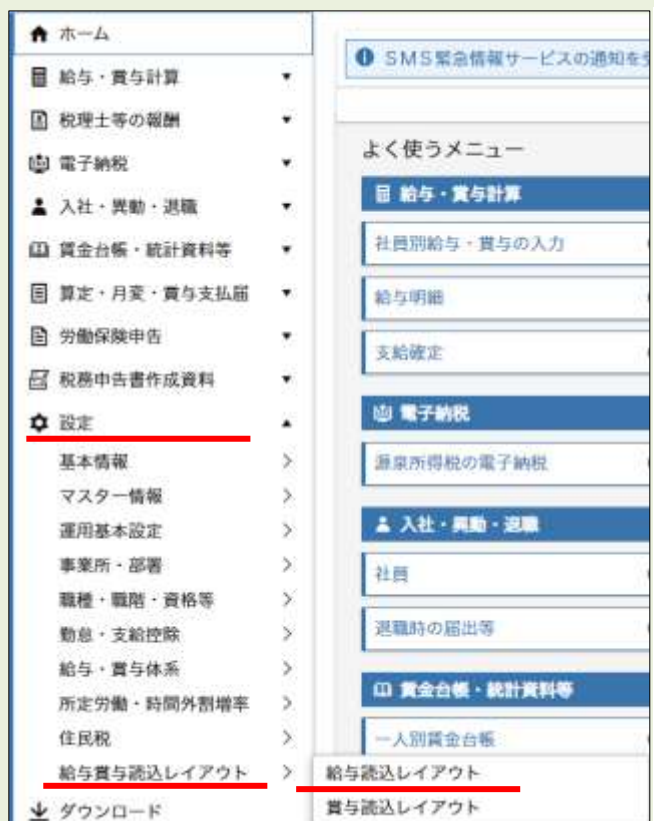 ホーム
給与・賞与計算
税理士等の報酬
電子納税
入社・異動・退職
賃金台帳・統計資料等
算定・月変・賞与支払届
労働保険申告
税務申告書作成資料
設定
基本情報
マスター情報
運用基本設定
事業所・部署
職種・職階・資格等
勤怠・支給控除
給与・賞与体系
所定労働・時間外割増率
住民税
給与賞与読込レイアウト
ダウンロード
給与読込レイアウト
賞与読込レイアウト
SMS緊急情報サービスの通知を
よく使うメニュー
給与・賞与計算
社員別給与・賞与の入力
給与明細
支給確定
電子納税
源泉所得税の電子納税
入社・異動・退職
社員
退職時の届出等
賃金台帳・統計資料等
一人別賃金台帳